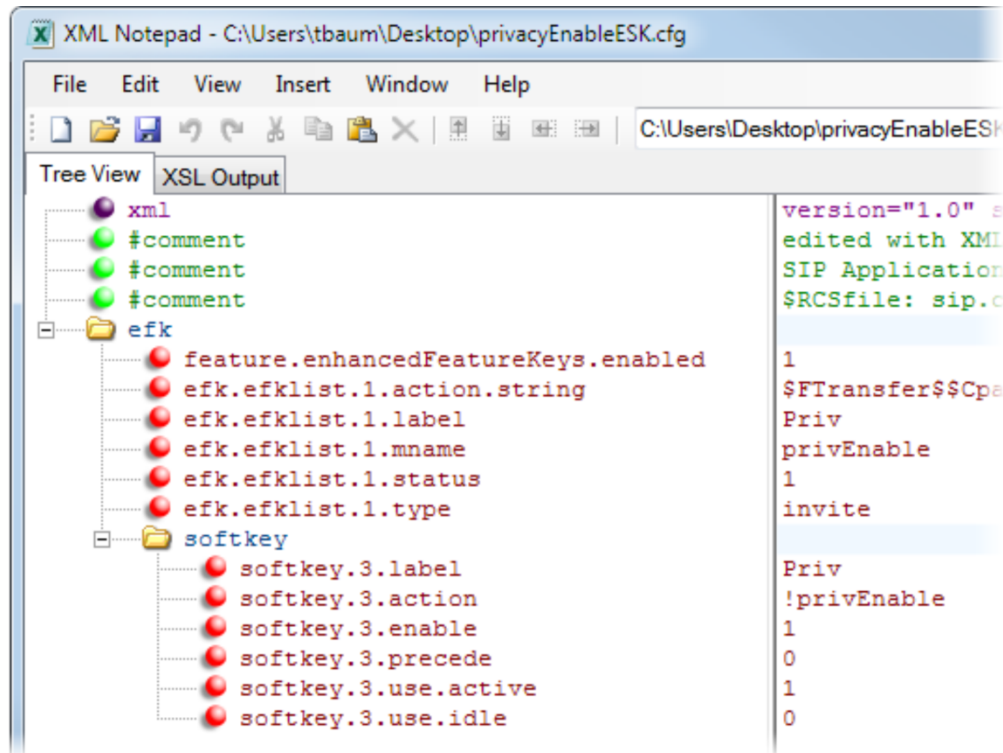 XML Notepad - C:\Users\tbaum\Desktop\privacyEnableESK.cfg
File Edit View Insert Window Help
C:\Users\Desktop\privacyEnableESK
Tree View XSL Output
xml version="1.0" s
#comment edited with XML
#comment SIP Application
#comment $RCSfile: sip.c
efk
feature.enhancedFeatureKeys.enabled 1
efk.efklist.1.action.string $FTransfer$$Cpa
efk.efklist.1.label Priv
efk.efklist.1.mname privEnable
efk.efklist.1.status 1
efk.efklist.1.type invite
softkey
softkey.3.label Priv
softkey.3.action !privEnable
softkey.3.enable 1
softkey.3.precede 0
softkey.3.use.active 1
softkey.3.use.idle 0